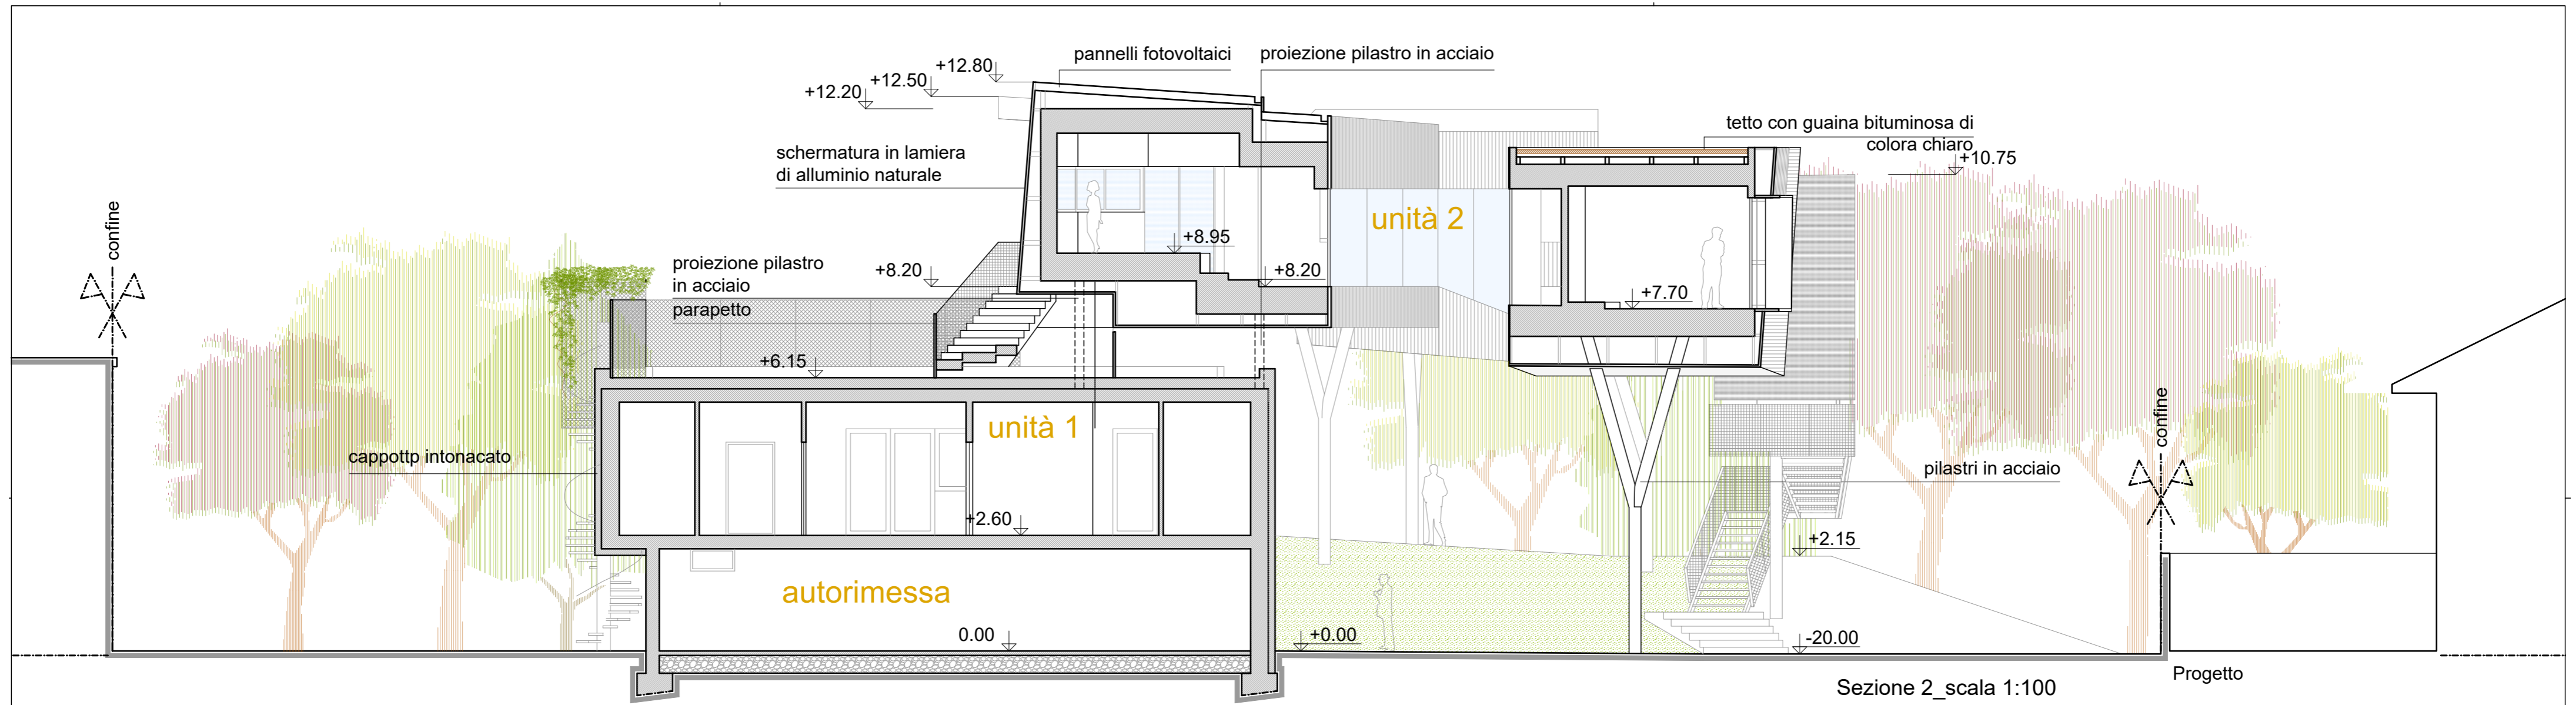 pannelli fotovoltaici
proiezione pilastro in acciaio
+12.80
+12.50
+12.20
tetto con guaina bituminosa di
colora chiaro
+10.75
schermatura in lamiera
di alluminio naturale
confine
unità 2
+8.95
proiezione pilastro
in acciaio
parapetto
+8.20
+8.20
+7.70
+6.15
unità 1
confine
cappottp intonacato
pilastri in acciaio
+2.60
+2.15
autorimessa
0.00
+0.00
-20.00
Progetto
Sezione 2_scala 1:100